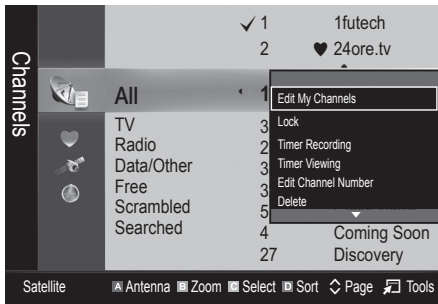 Channels
✓ 1 1futech
2 ♥ 24ore.tv
All
1
TV 3
Radio 2
Data/Other 3
Free 3
Scrambled 5
Searched 4 Coming Soon
27 Discovery
Edit My Channels
Lock
Timer Recording
Timer Viewing
Edit Channel Number
Delete
Satellite A Antenna B Zoom C Select D Sort Page Tools